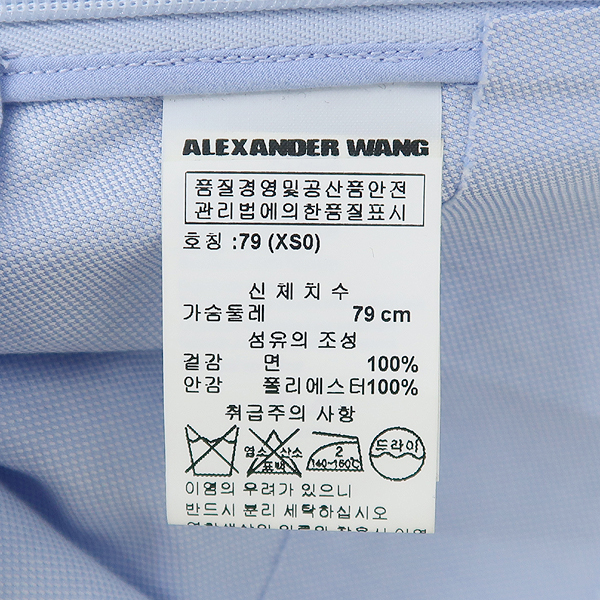 ALEXANDER WANG
품질경영및공산품안전
관리법에의한품질표시
호칭 :79 (XS0)
신체치수
가슴둘레 79 cm
섬유의 조성
겉감 면 100%
안감 폴리에스터100%
취급주의 사항
염소 산소 표백
2 140~160℃
드라이
이염의 우려가 있으니
반드시 분리 세탁하십시오